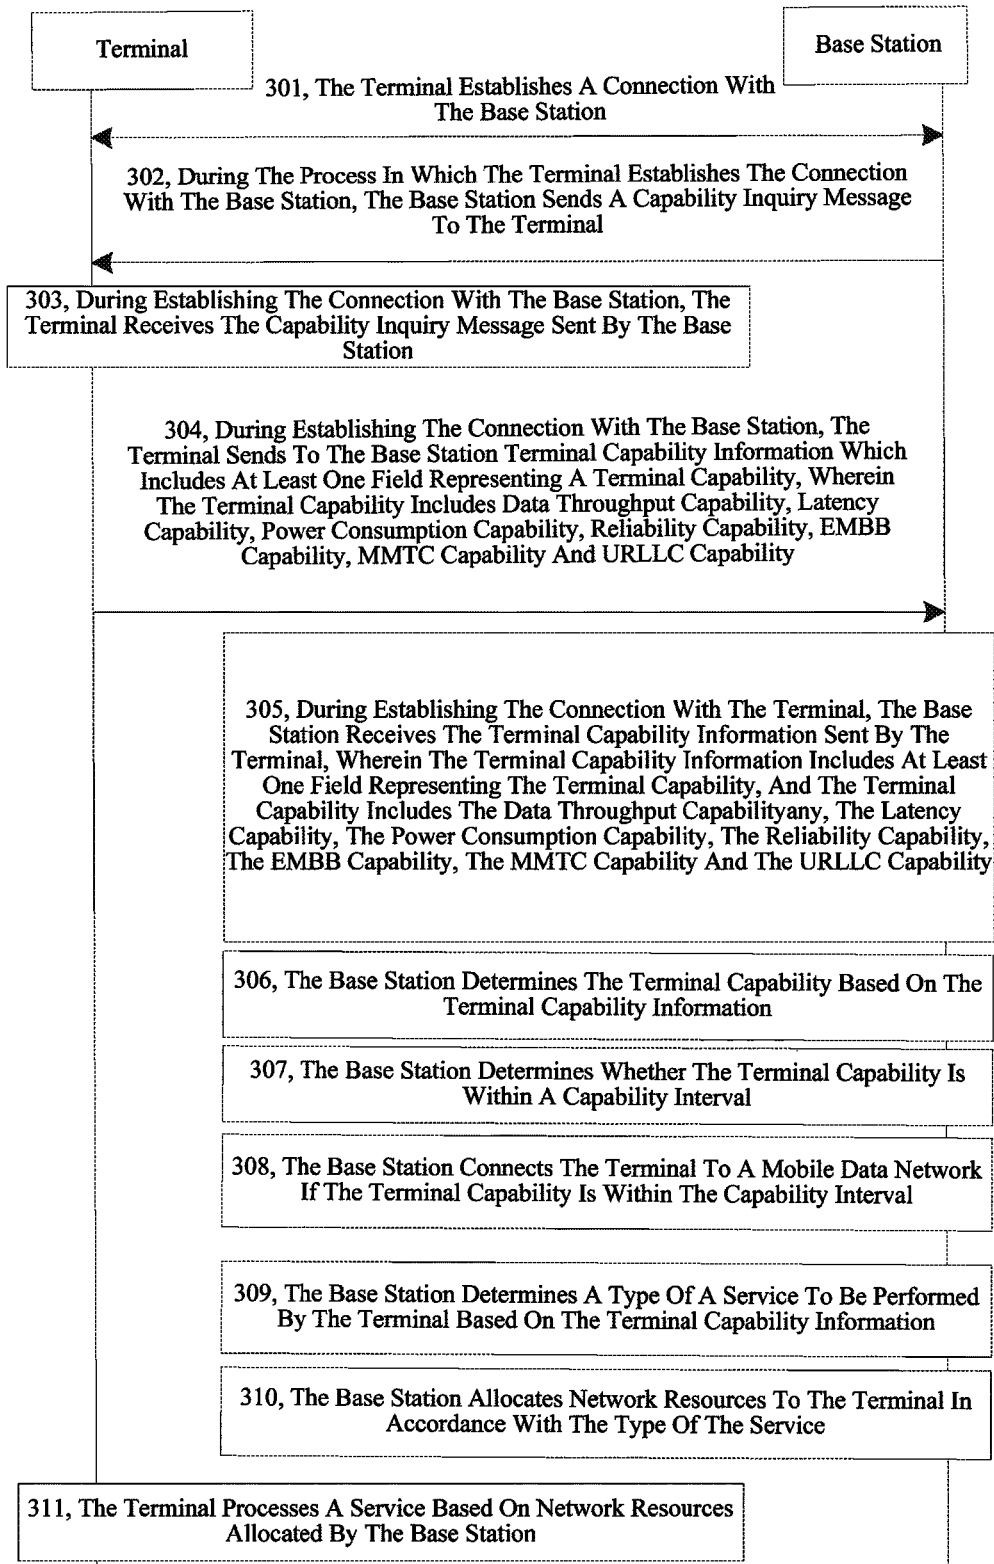 Terminal
Base Station
301, The Terminal Establishes A Connection With
The Base Station
302, During The Process In Which The Terminal Establishes The Connection
With The Base Station, The Base Station Sends A Capability Inquiry Message
To The Terminal
303, During Establishing The Connection With The Base Station, The
Terminal Receives The Capability Inquiry Message Sent By The Base
Station
304, During Establishing The Connection With The Base Station, The
Terminal Sends To The Base Station Terminal Capability Information Which
Includes At Least One Field Representing A Terminal Capability, Wherein
The Terminal Capability Includes Data Throughput Capability, Latency
Capability, Power Consumption Capability, Reliability Capability, EMBB
Capability, MMTC Capability And URLLC Capability
305, During Establishing The Connection With The Terminal, The Base
Station Receives The Terminal Capability Information Sent By The
Terminal, Wherein The Terminal Capability Information Includes At Least
One Field Representing The Terminal Capability, And The Terminal
Capability Includes The Data Throughput Capabilityany, The Latency
Capability, The Power Consumption Capability, The Reliability Capability,
The EMBB Capability, The MMTC Capability And The URLLC Capability
306, The Base Station Determines The Terminal Capability Based On The
Terminal Capability Information
307, The Base Station Determines Whether The Terminal Capability Is
Within A Capability Interval
308, The Base Station Connects The Terminal To A Mobile Data Network
If The Terminal Capability Is Within The Capability Interval
309, The Base Station Determines A Type Of A Service To Be Performed
By The Terminal Based On The Terminal Capability Information
310, The Base Station Allocates Network Resources To The Terminal In
Accordance With The Type Of The Service
311, The Terminal Processes A Service Based On Network Resources
Allocated By The Base Station